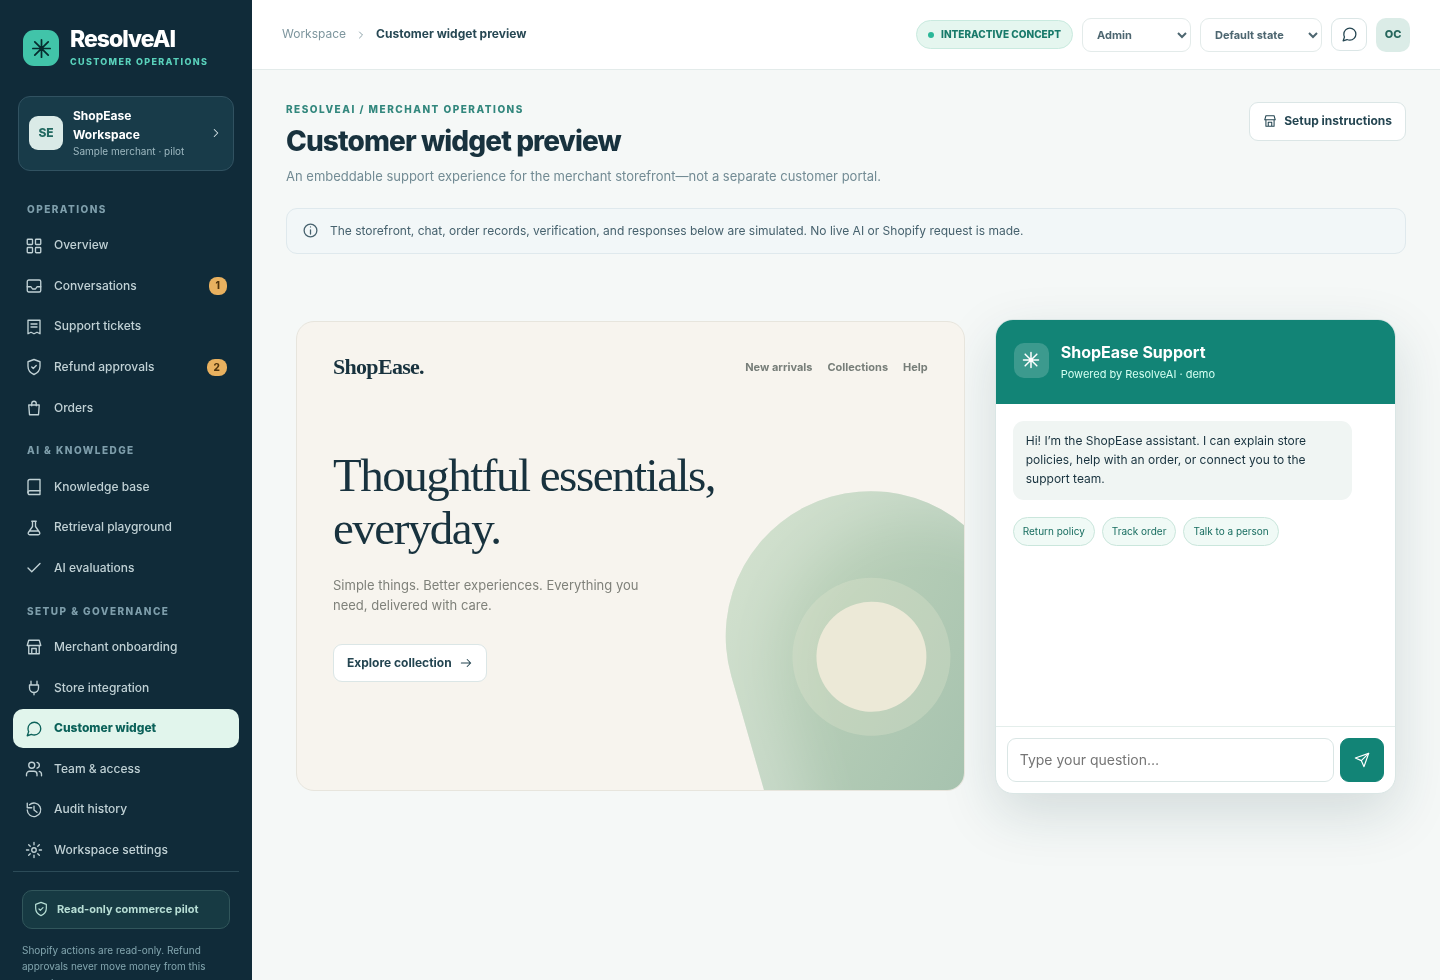 ResolveAI
CUSTOMER OPERATIONS
SE
ShopEase
Workspace
Sample merchant · pilot
OPERATIONS
Overview
Conversations 1
Support tickets
Refund approvals 2
Orders
AI & KNOWLEDGE
Knowledge base
Retrieval playground
AI evaluations
SETUP & GOVERNANCE
Merchant onboarding
Store integration
Customer widget
Team & access
Audit history
Workspace settings
Read-only commerce pilot
Shopify actions are read-only. Refund
approvals never move money from this
Workspace > Customer widget preview
INTERACTIVE CONCEPT
Admin
Default state
OC
RESOLVEAI / MERCHANT OPERATIONS
Customer widget preview
An embeddable support experience for the merchant storefront—not a separate customer portal.
Setup instructions
The storefront, chat, order records, verification, and responses below are simulated. No live AI or Shopify request is made.
ShopEase.
New arrivals Collections Help
Thoughtful essentials,
everyday.
Simple things. Better experiences. Everything you
need, delivered with care.
Explore collection →
ShopEase Support
Powered by ResolveAI · demo
Hi! I’m the ShopEase assistant. I can explain store
policies, help with an order, or connect you to the
support team.
Return policy Track order Talk to a person
Type your question...